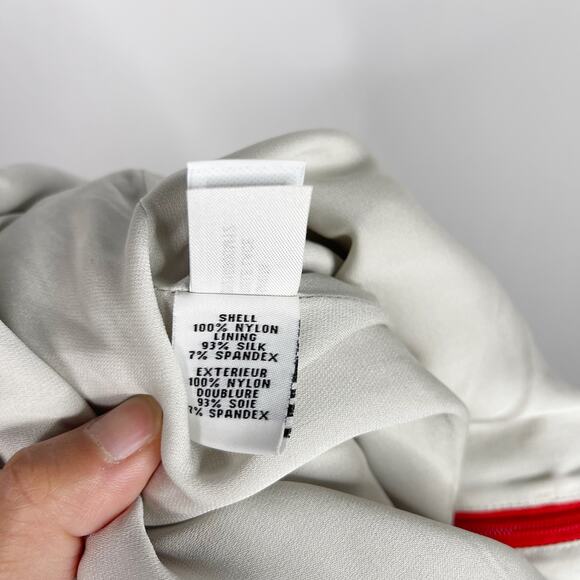 SHELL
100% NYLON
LINING
93% SILK
7% SPANDEX
EXTERIEUR
100% NYLON
DOUBLURE
93% SOIE
7% SPANDEX